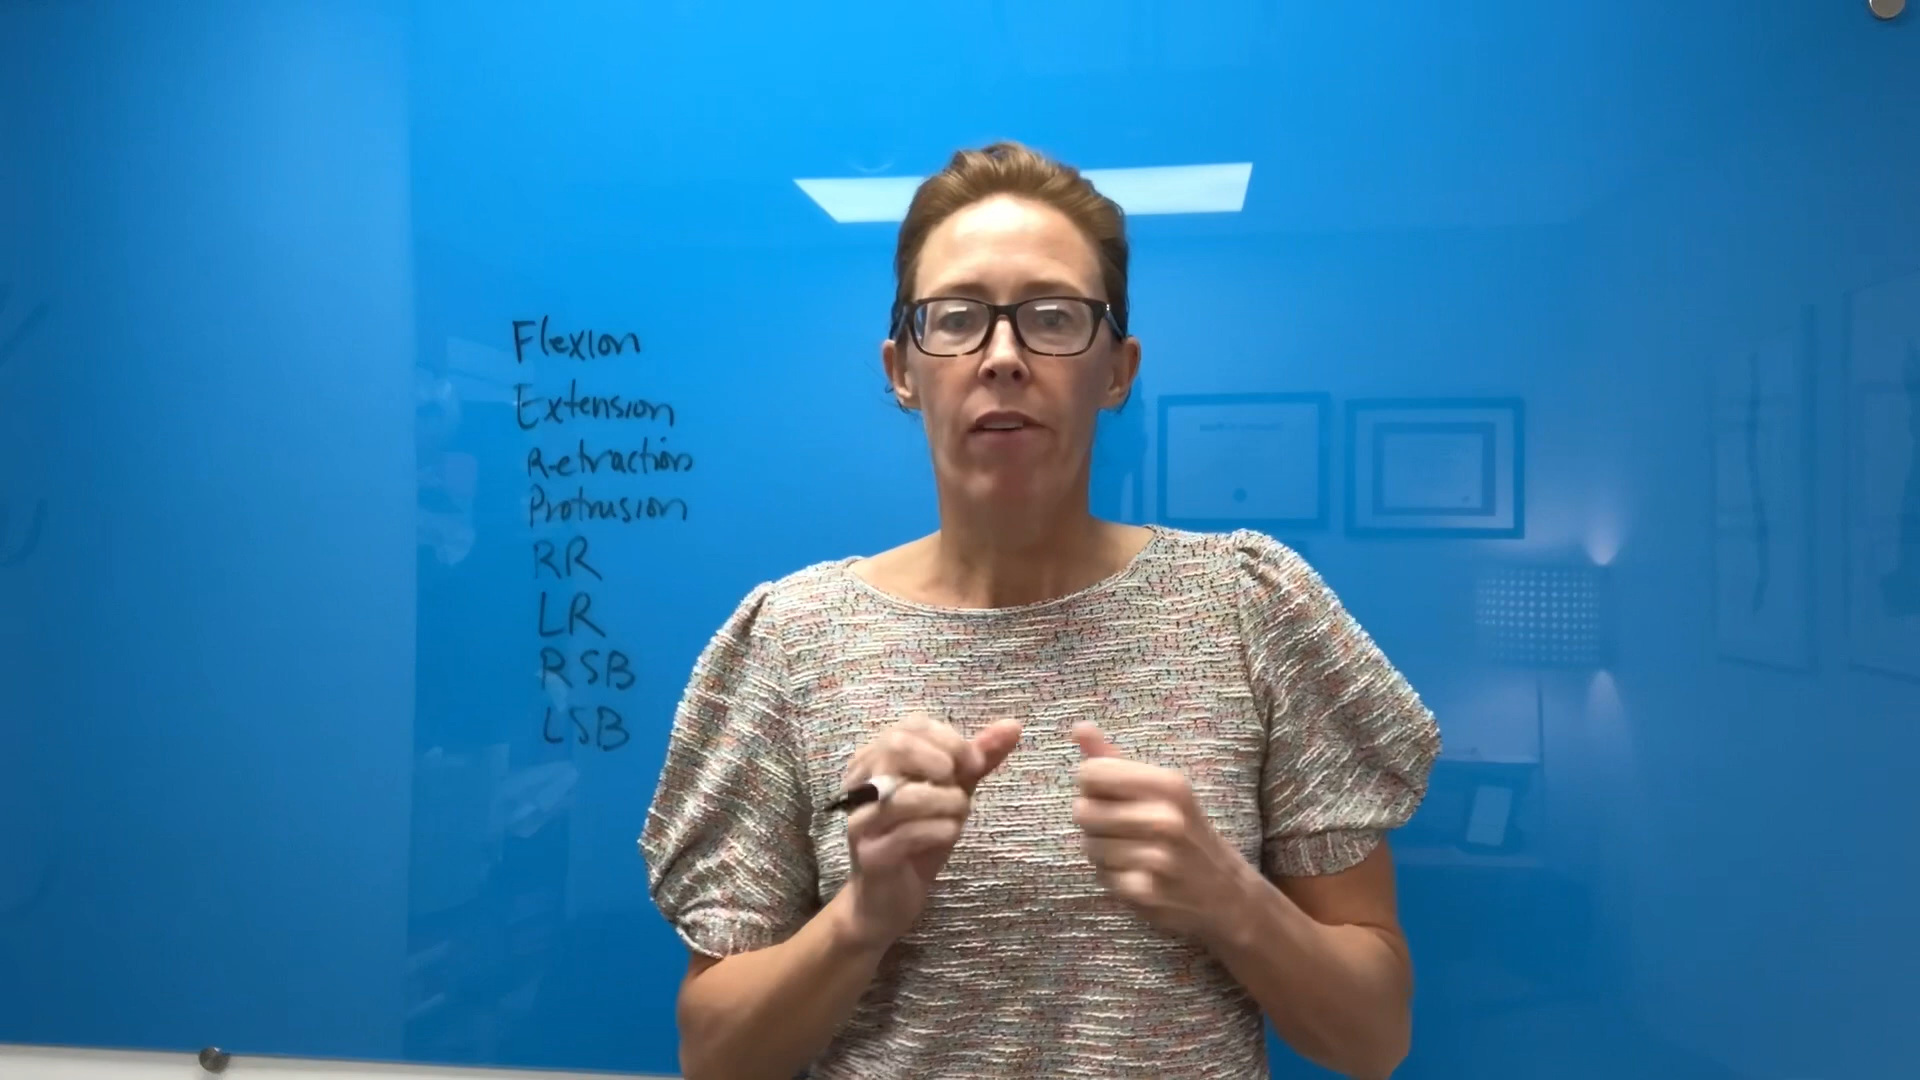 Flexion
Extension
Retraction
Protrusion
RR
LR
RSB
LSB